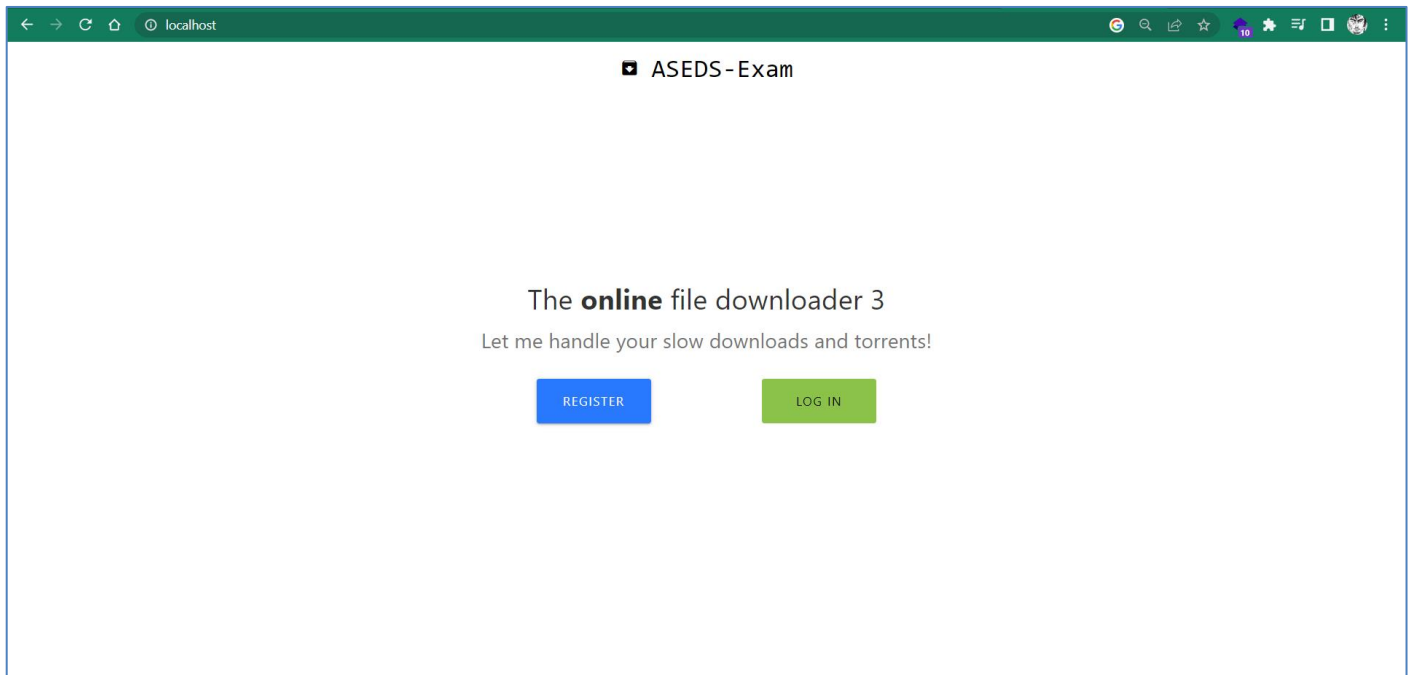 localhost
10
ASEDS-Exam
The online file downloader 3
Let me handle your slow downloads and torrents!
REGISTER
LOG IN